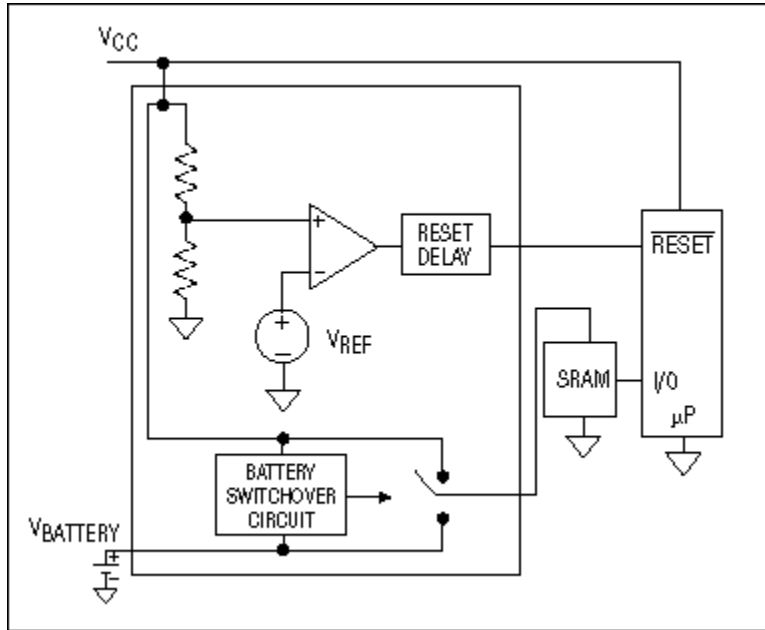 VCC
+
−
RESET
DELAY
RESET
+
−
VREF
SRAM
I/O
μP
BATTERY
SWITCHOVER
CIRCUIT
VBATTERY
+
−